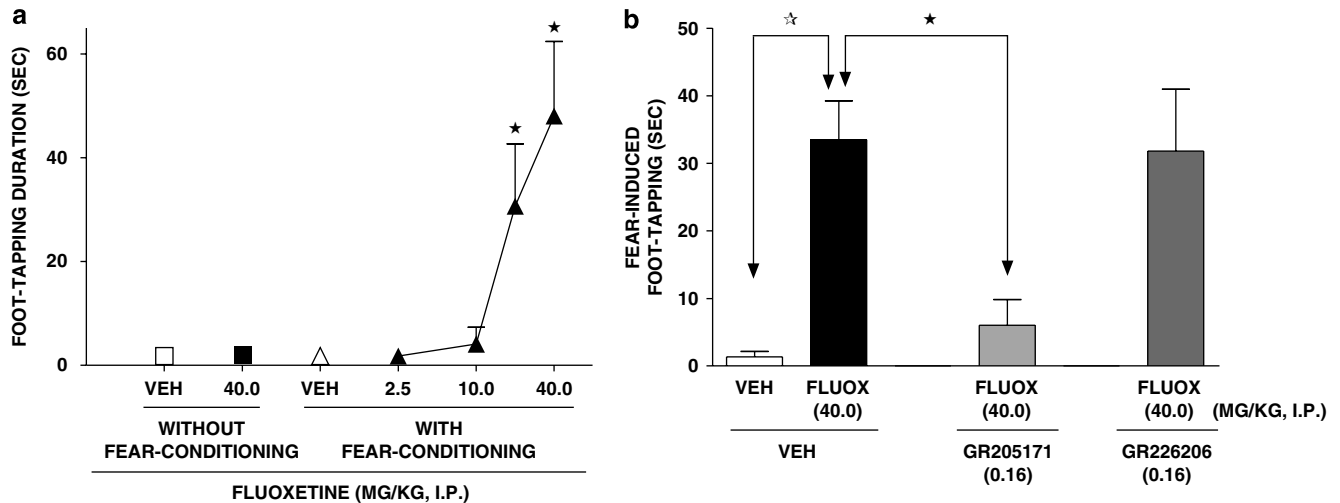 a
FOOT-TAPPING DURATION (SEC)
60
40
20
0
VEH 40.0 VEH 2.5 10.0 40.0
WITHOUT FEAR-CONDITIONING
WITH FEAR-CONDITIONING
FLUOXETINE (MG/KG, I.P.)
b
FEAR-INDUCED
FOOT-TAPPING (SEC)
50
40
30
20
10
0
VEH FLUOX FLUOX FLUOX
(40.0) (40.0) (40.0) (MG/KG, I.P.)
VEH GR205171 GR226206
(0.16) (0.16)